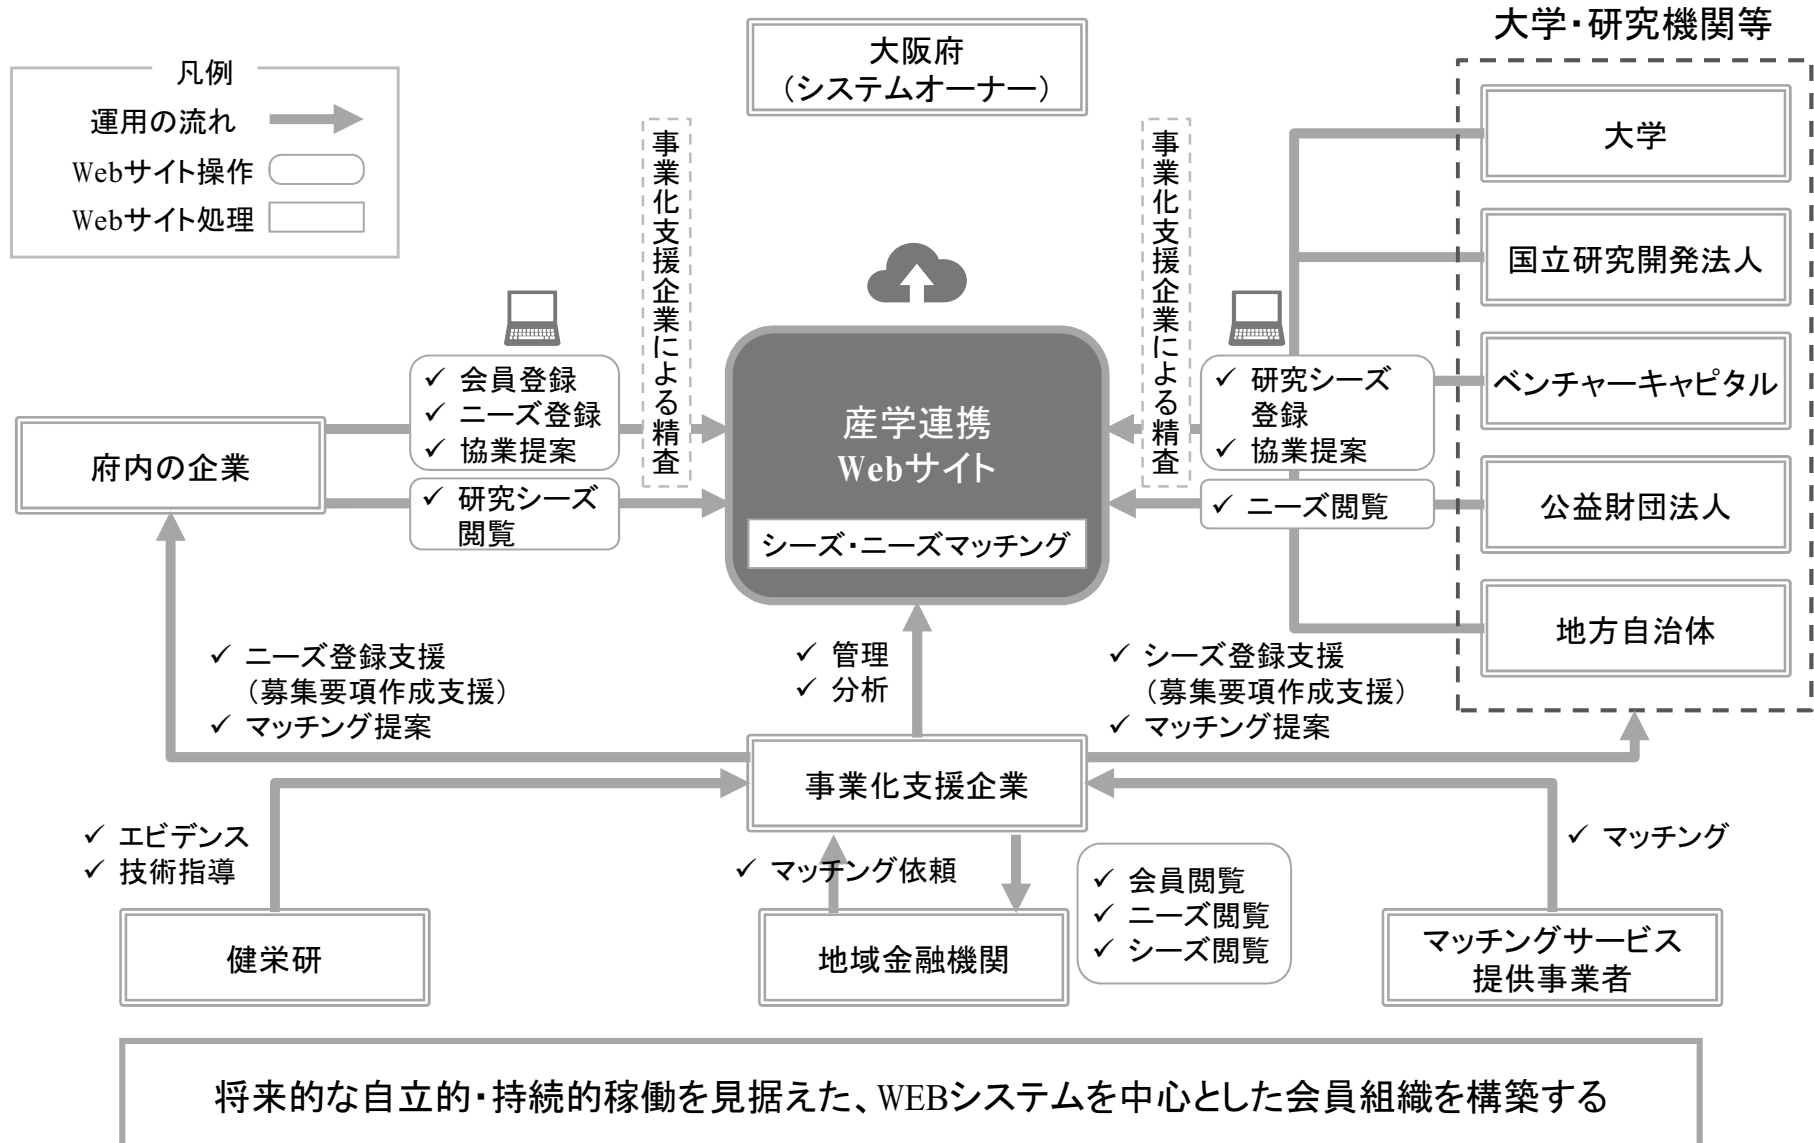 大阪府
（システムオーナー）
大学・研究機関等
凡例
運用の流れ
Webサイト操作
Webサイト処理
事業化支援企業による精査
事業化支援企業による精査
大学
国立研究開発法人
ベンチャーキャピタル
公益財団法人
地方自治体
府内の企業
✓ 会員登録
✓ ニーズ登録
✓ 協業提案
✓ 研究シーズ
閲覧
産学連携
Webサイト
シーズ・ニーズマッチング
✓ 研究シーズ
登録
✓ 協業提案
✓ ニーズ閲覧
✓ ニーズ登録支援
（募集要項作成支援）
✓ マッチング提案
✓ 管理
✓ 分析
✓ シーズ登録支援
（募集要項作成支援）
✓ マッチング提案
事業化支援企業
✓ エビデンス
✓ 技術指導
✓ マッチング依頼
✓ 会員閲覧
✓ ニーズ閲覧
✓ シーズ閲覧
✓ マッチング
健栄研
地域金融機関
マッチングサービス
提供事業者
将来的な自立的・持続的稼働を見据えた、WEBシステムを中心とした会員組織を構築する